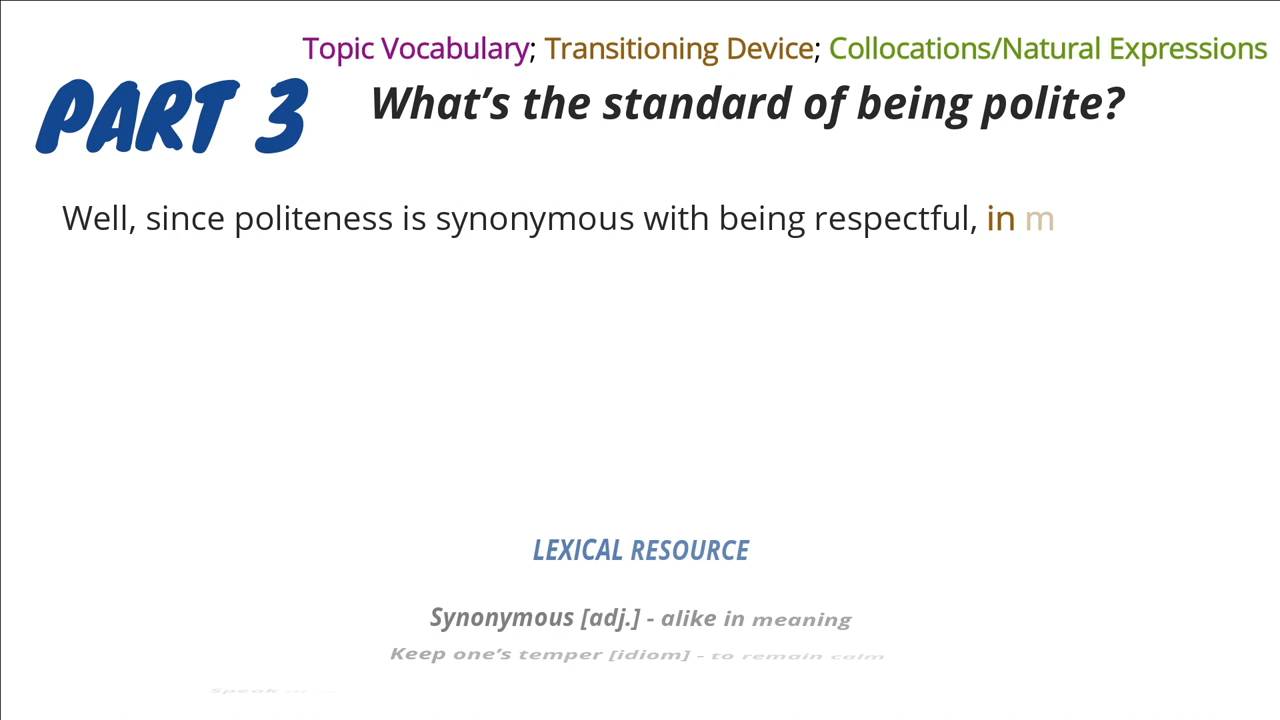 Topic Vocabulary; Transitioning Device; Collocations/Natural Expressions
PART 3
What's the standard of being polite?
Well, since politeness is synonymous with being respectful, in m
LEXICAL RESOURCE
Synonymous [adj.] - alike in meaning
Keep one's temper [idiom] - to remain calm
Speak